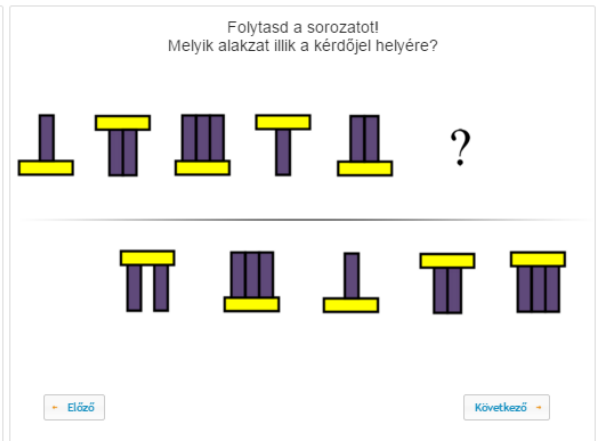 Folytasd a sorozatot!
Melyik alakzat illik a kérdőjel helyére?
?
← Előző
Következő →